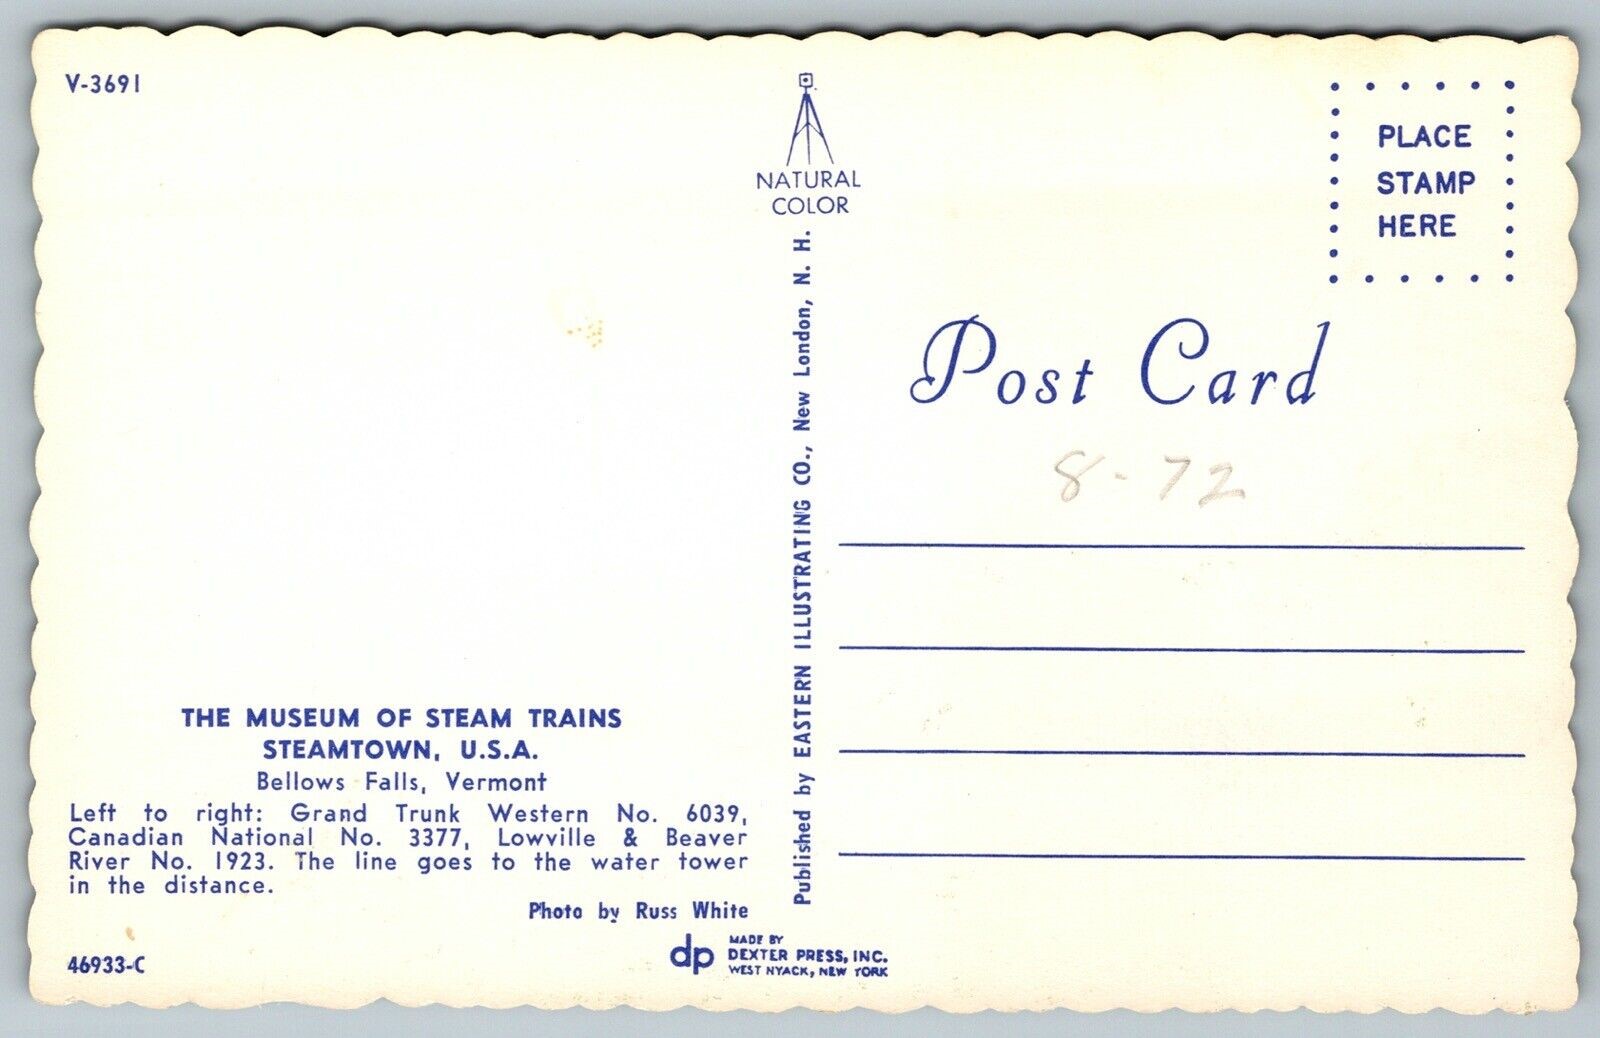 V-3691
NATURAL
COLOR
PLACE
STAMP
HERE
Post Card
8-72
Published by EASTERN ILLUSTRATING CO., New London, N. H.
THE MUSEUM OF STEAM TRAINS
STEAMTOWN, U.S.A.
Bellows Falls, Vermont
Left to right: Grand Trunk Western No. 6039,
Canadian National No. 3377, Lowville & Beaver
River No. 1923. The line goes to the water tower
in the distance.
Photo by Russ White
46933-C
dp
MADE BY
DEXTER PRESS, INC.
WEST NYACK, NEW YORK